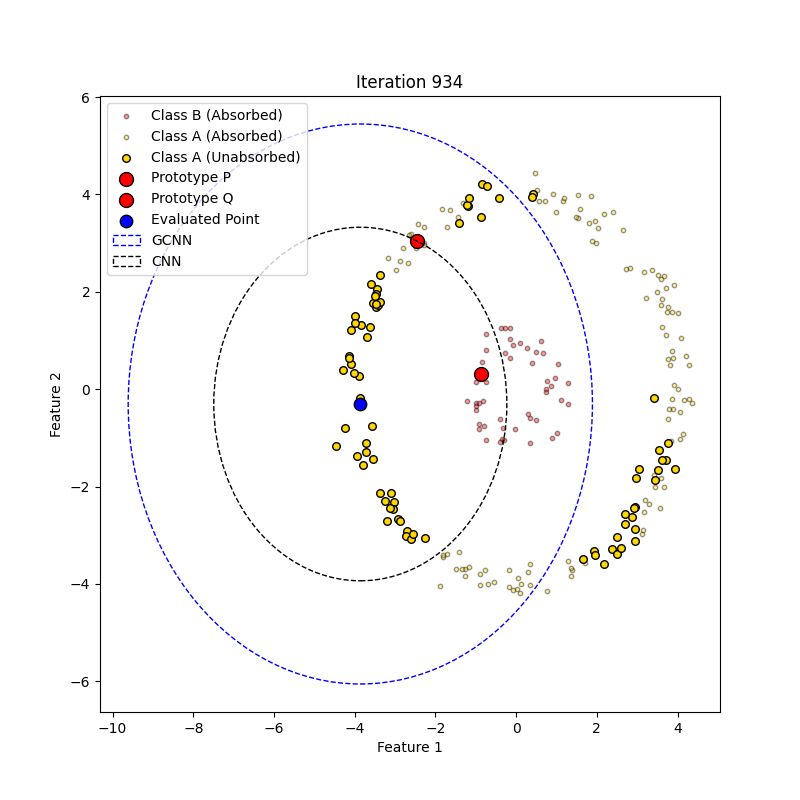 Iteration 934
Class B (Absorbed)
Class A (Absorbed)
Class A (Unabsorbed)
Prototype P
Prototype Q
Evaluated Point
GCNN
CNN
6
4
2
0
−2
−4
−6
Feature 2
−10
−8
−6
−4
−2
0
2
4
Feature 1